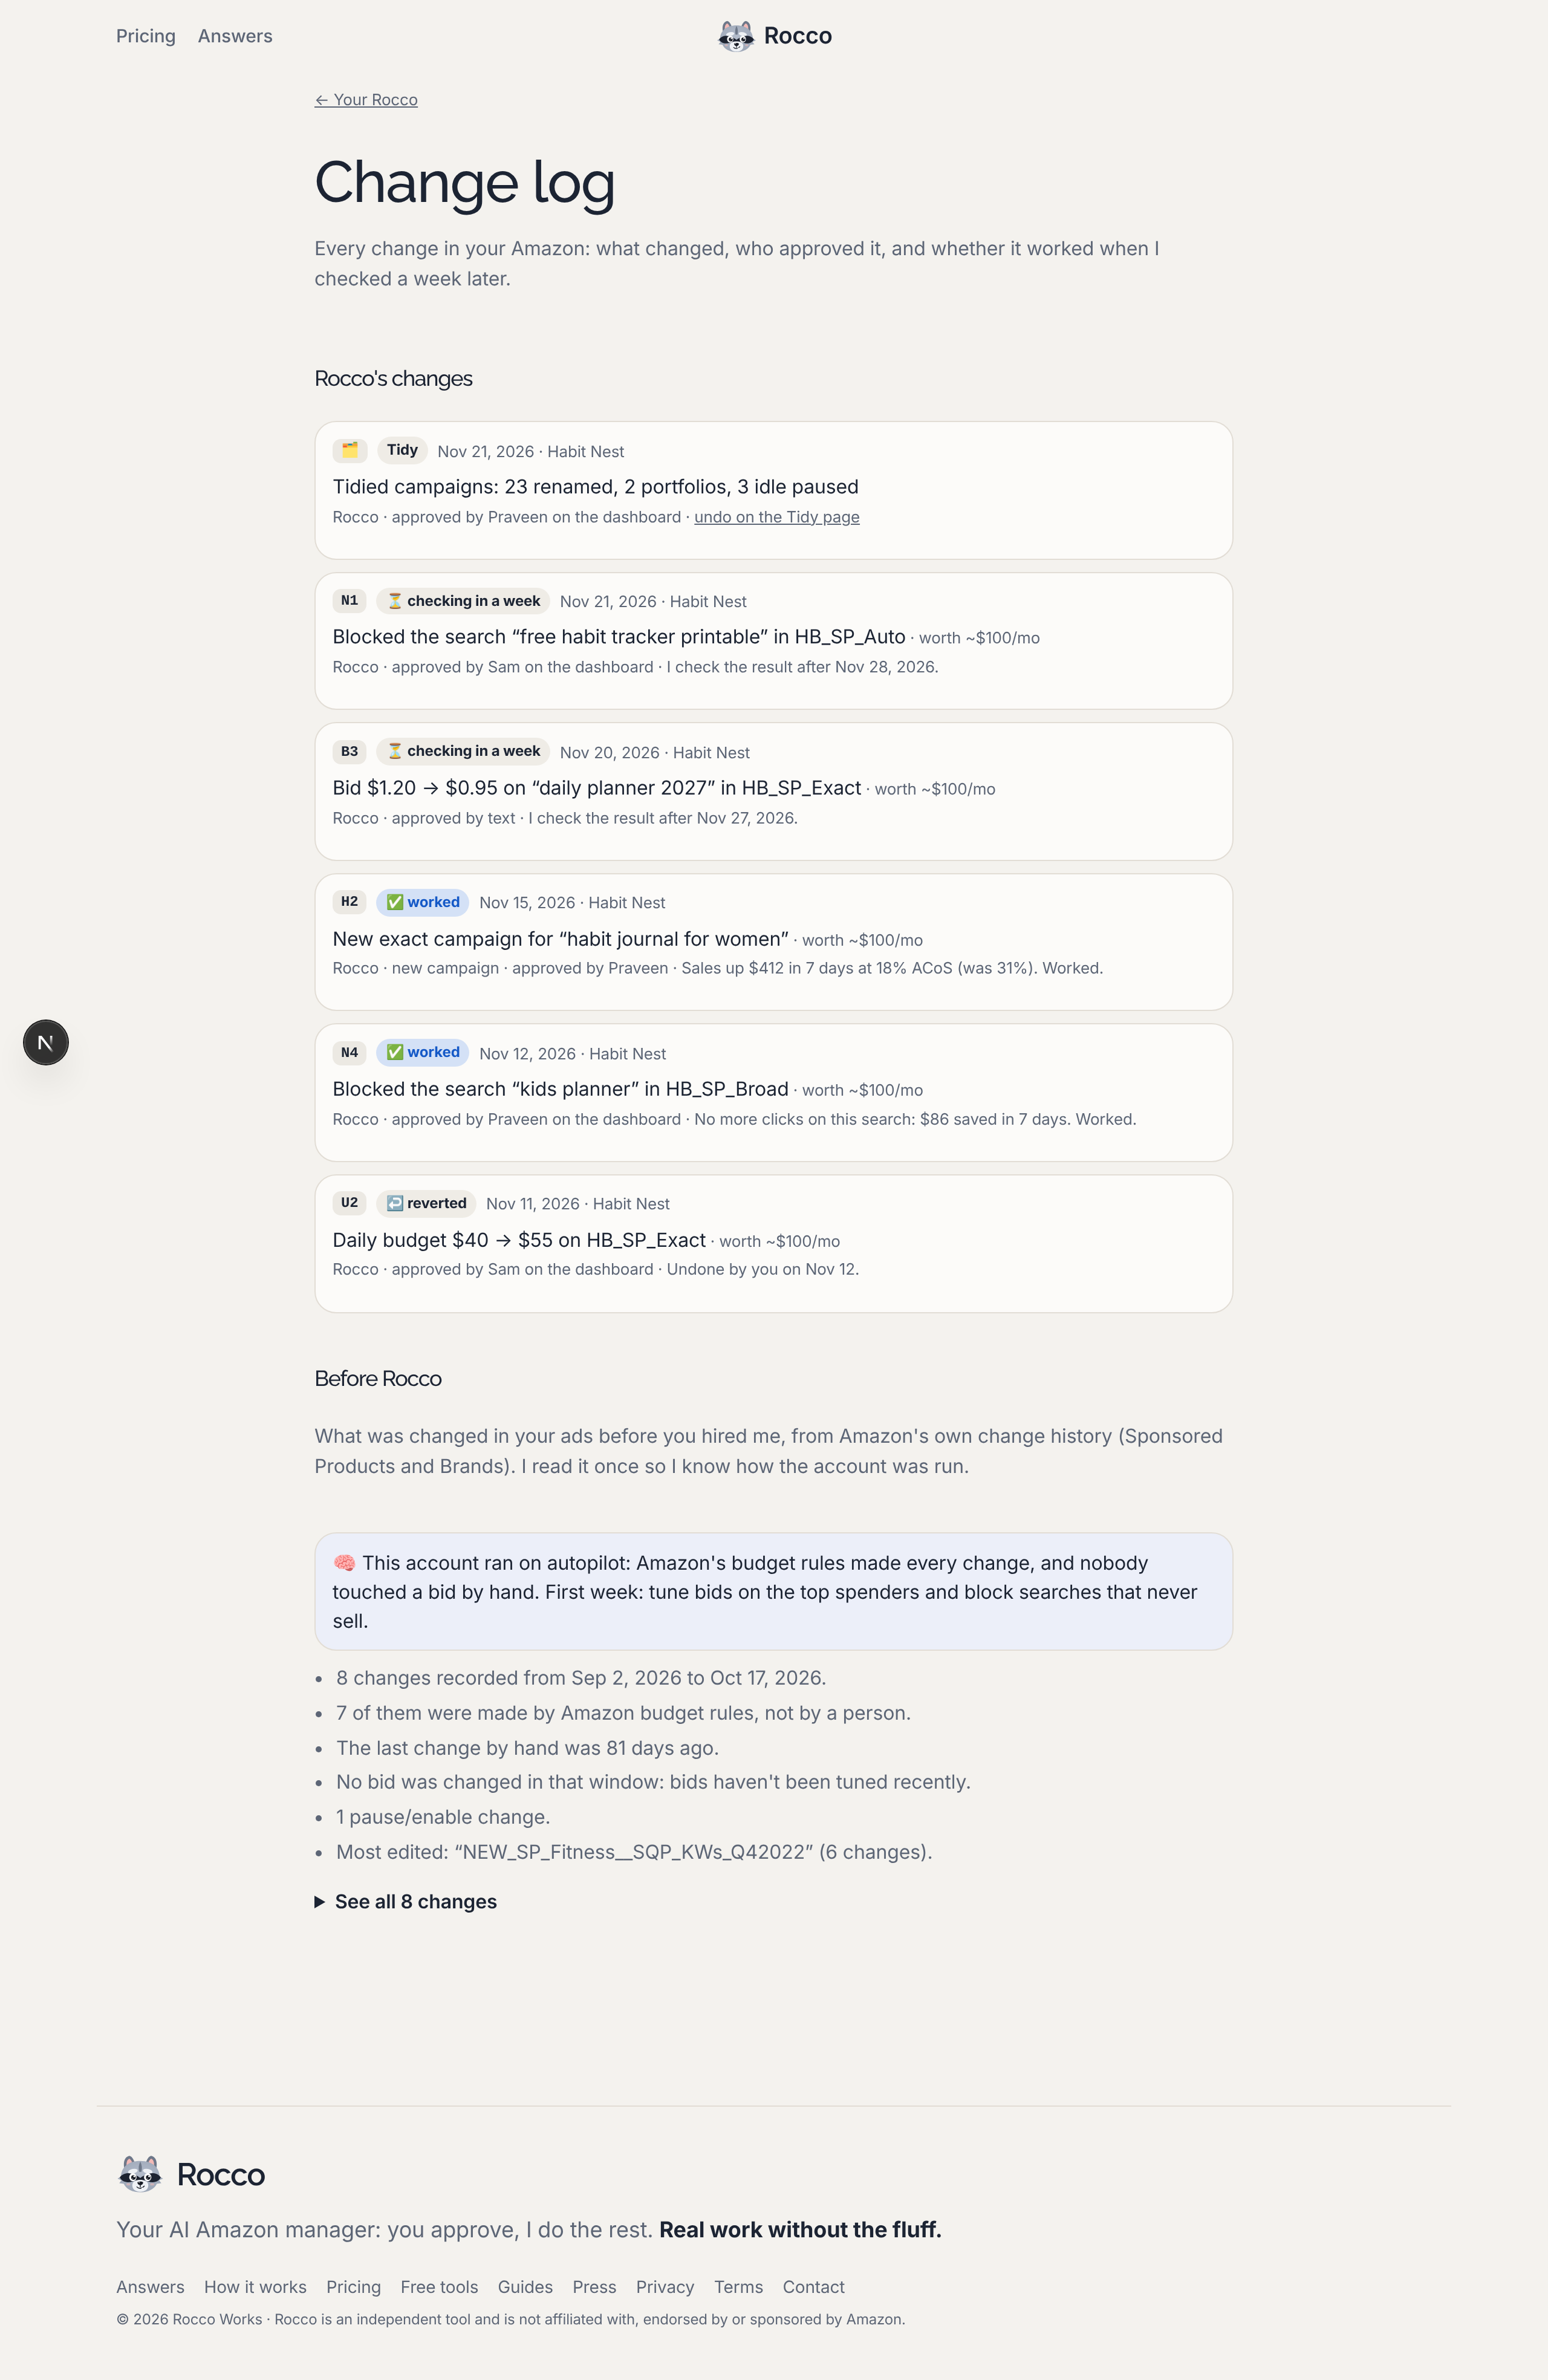 Pricing Answers Rocco
← Your Rocco
Change log
Every change in your Amazon: what changed, who approved it, and whether it worked when I
checked a week later.
Rocco's changes
Tidy Nov 21, 2026 · Habit Nest
Tidied campaigns: 23 renamed, 2 portfolios, 3 idle paused
Rocco · approved by Praveen on the dashboard · undo on the Tidy page
N1 ⏳ checking in a week Nov 21, 2026 · Habit Nest
Blocked the search “free habit tracker printable” in HB_SP_Auto · worth ~$100/mo
Rocco · approved by Sam on the dashboard · I check the result after Nov 28, 2026.
B3 ⏳ checking in a week Nov 20, 2026 · Habit Nest
Bid $1.20 → $0.95 on “daily planner 2027” in HB_SP_Exact · worth ~$100/mo
Rocco · approved by text · I check the result after Nov 27, 2026.
H2 ✅ worked Nov 15, 2026 · Habit Nest
New exact campaign for “habit journal for women” · worth ~$100/mo
Rocco · new campaign · approved by Praveen · Sales up $412 in 7 days at 18% ACoS (was 31%). Worked.
N4 ✅ worked Nov 12, 2026 · Habit Nest
Blocked the search “kids planner” in HB_SP_Broad · worth ~$100/mo
Rocco · approved by Praveen on the dashboard · No more clicks on this search: $86 saved in 7 days. Worked.
U2 ↩️ reverted Nov 11, 2026 · Habit Nest
Daily budget $40 → $55 on HB_SP_Exact · worth ~$100/mo
Rocco · approved by Sam on the dashboard · Undone by you on Nov 12.
Before Rocco
What was changed in your ads before you hired me, from Amazon's own change history (Sponsored
Products and Brands). I read it once so I know how the account was run.
🧠 This account ran on autopilot: Amazon's budget rules made every change, and nobody
touched a bid by hand. First week: tune bids on the top spenders and block searches that never
sell.
• 8 changes recorded from Sep 2, 2026 to Oct 17, 2026.
• 7 of them were made by Amazon budget rules, not by a person.
• The last change by hand was 81 days ago.
• No bid was changed in that window: bids haven't been tuned recently.
• 1 pause/enable change.
• Most edited: “NEW_SP_Fitness__SQP_KWs_Q42022” (6 changes).
▶ See all 8 changes
N
Rocco
Your AI Amazon manager: you approve, I do the rest. Real work without the fluff.
Answers How it works Pricing Free tools Guides Press Privacy Terms Contact
© 2026 Rocco Works · Rocco is an independent tool and is not affiliated with, endorsed by or sponsored by Amazon.